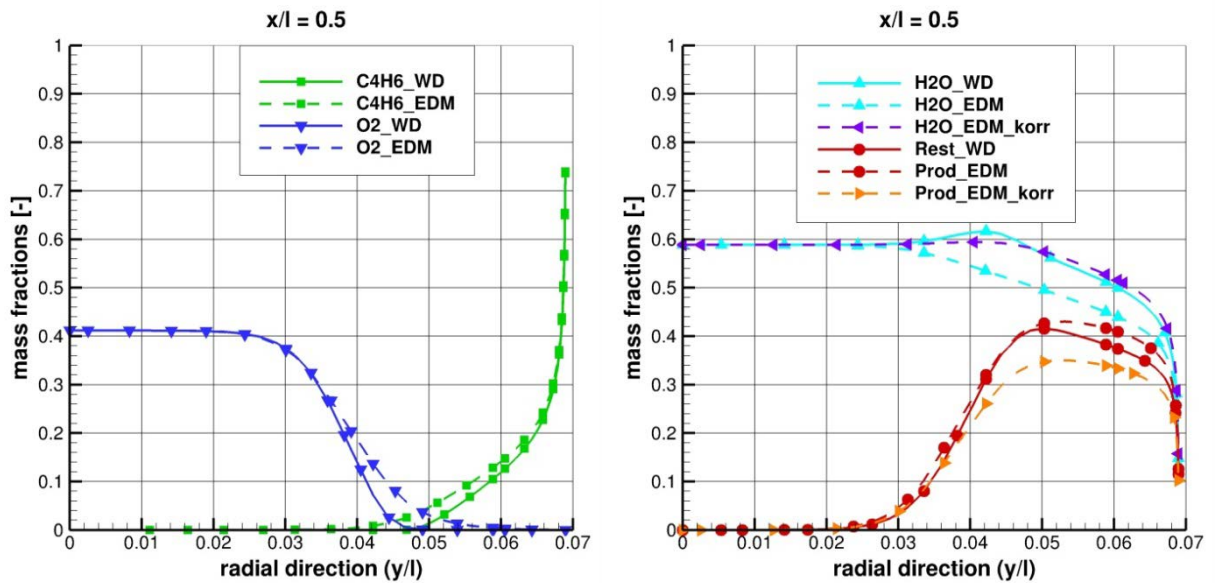 x/l = 0.5
mass fractions [-]
1
0.9
0.8
0.7
0.6
0.5
0.4
0.3
0.2
0.1
0
C4H6_WD
C4H6_EDM
O2_WD
O2_EDM
0 0.01 0.02 0.03 0.04 0.05 0.06 0.07
radial direction (y/l)
x/l = 0.5
mass fractions [-]
1
0.9
0.8
0.7
0.6
0.5
0.4
0.3
0.2
0.1
0
H2O_WD
H2O_EDM
H2O_EDM_korr
Rest_WD
Prod_EDM
Prod_EDM_korr
0 0.01 0.02 0.03 0.04 0.05 0.06 0.07
radial direction (y/l)